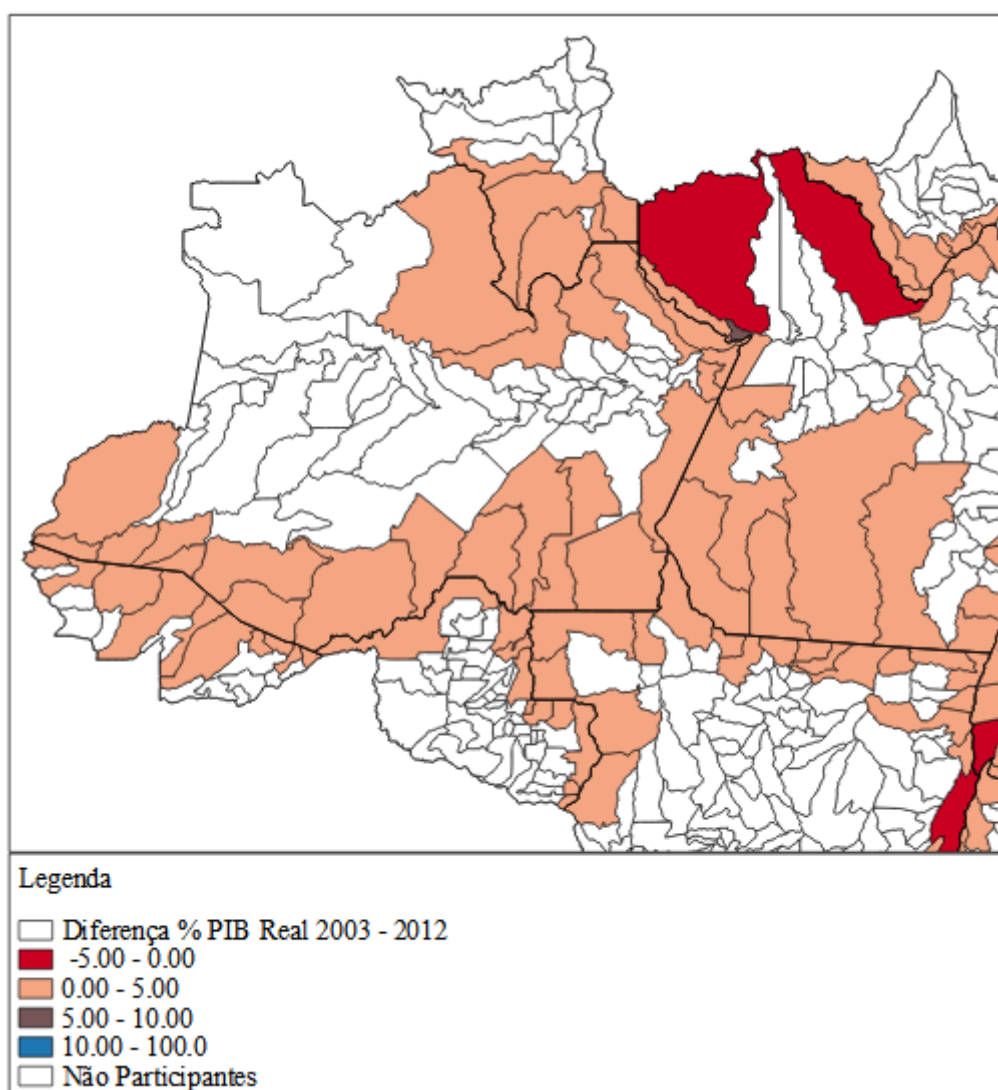 Legenda
Diferença % PIB Real 2003 - 2012
-5.00 - 0.00
0.00 - 5.00
5.00 - 10.00
10.00 - 100.0
Não Participantes